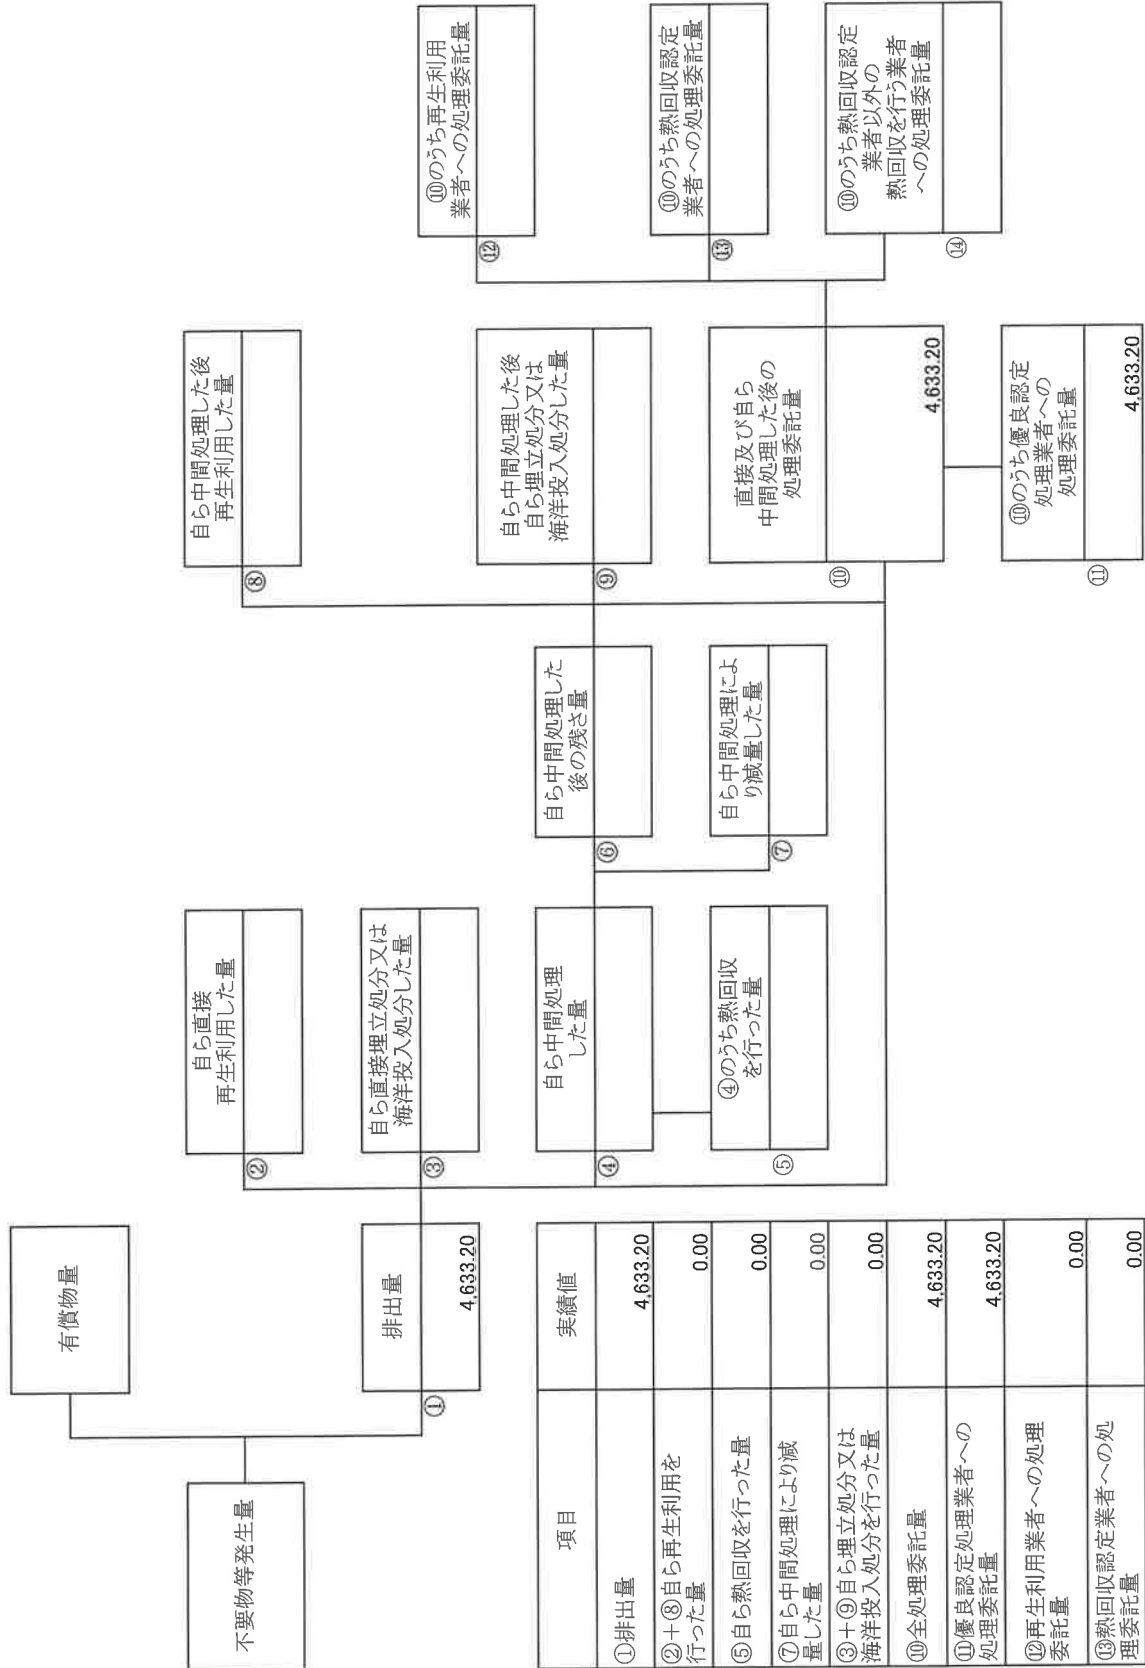 不要物等発生量
有償物量
排出量
①
4,633.20
自ら直接
再生利用した量
②
自ら直接埋立処分又は
海洋投入処分した量
③
自ら中間処理
した量
④
④のうち熱回収
を行った量
⑤
自ら中間処理した
後の残さ量
⑥
自ら中間処理によ
り減量した量
⑦
自ら中間処理した後
再生利用した量
⑧
自ら中間処理した後
自ら埋立処分又は
海洋投入処分した量
⑨
直接及び自ら
中間処理した後の
処理委託量
⑩
4,633.20
⑩のうち優良認定
処理業者への
処理委託量
⑪
4,633.20
⑩のうち再生利用
業者への処理委託量
⑫
⑩のうち熱回収認定
業者への処理委託量
⑬
⑩のうち熱回収認定
業者以外の
熱回収を行う業者
への処理委託量
⑭
項目 実績値
①排出量 4,633.20
②+⑧自ら再生利用を
行った量 0.00
⑤自ら熱回収を行った量 0.00
⑦自ら中間処理により減
量した量 0.00
③+⑨自ら埋立処分又は
海洋投入処分を行った量 0.00
⑩全処理委託量 4,633.20
⑪優良認定処理業者への
処理委託量 4,633.20
⑫再生利用業者への処理
委託量 0.00
⑬熱回収認定業者への処
理委託量 0.00